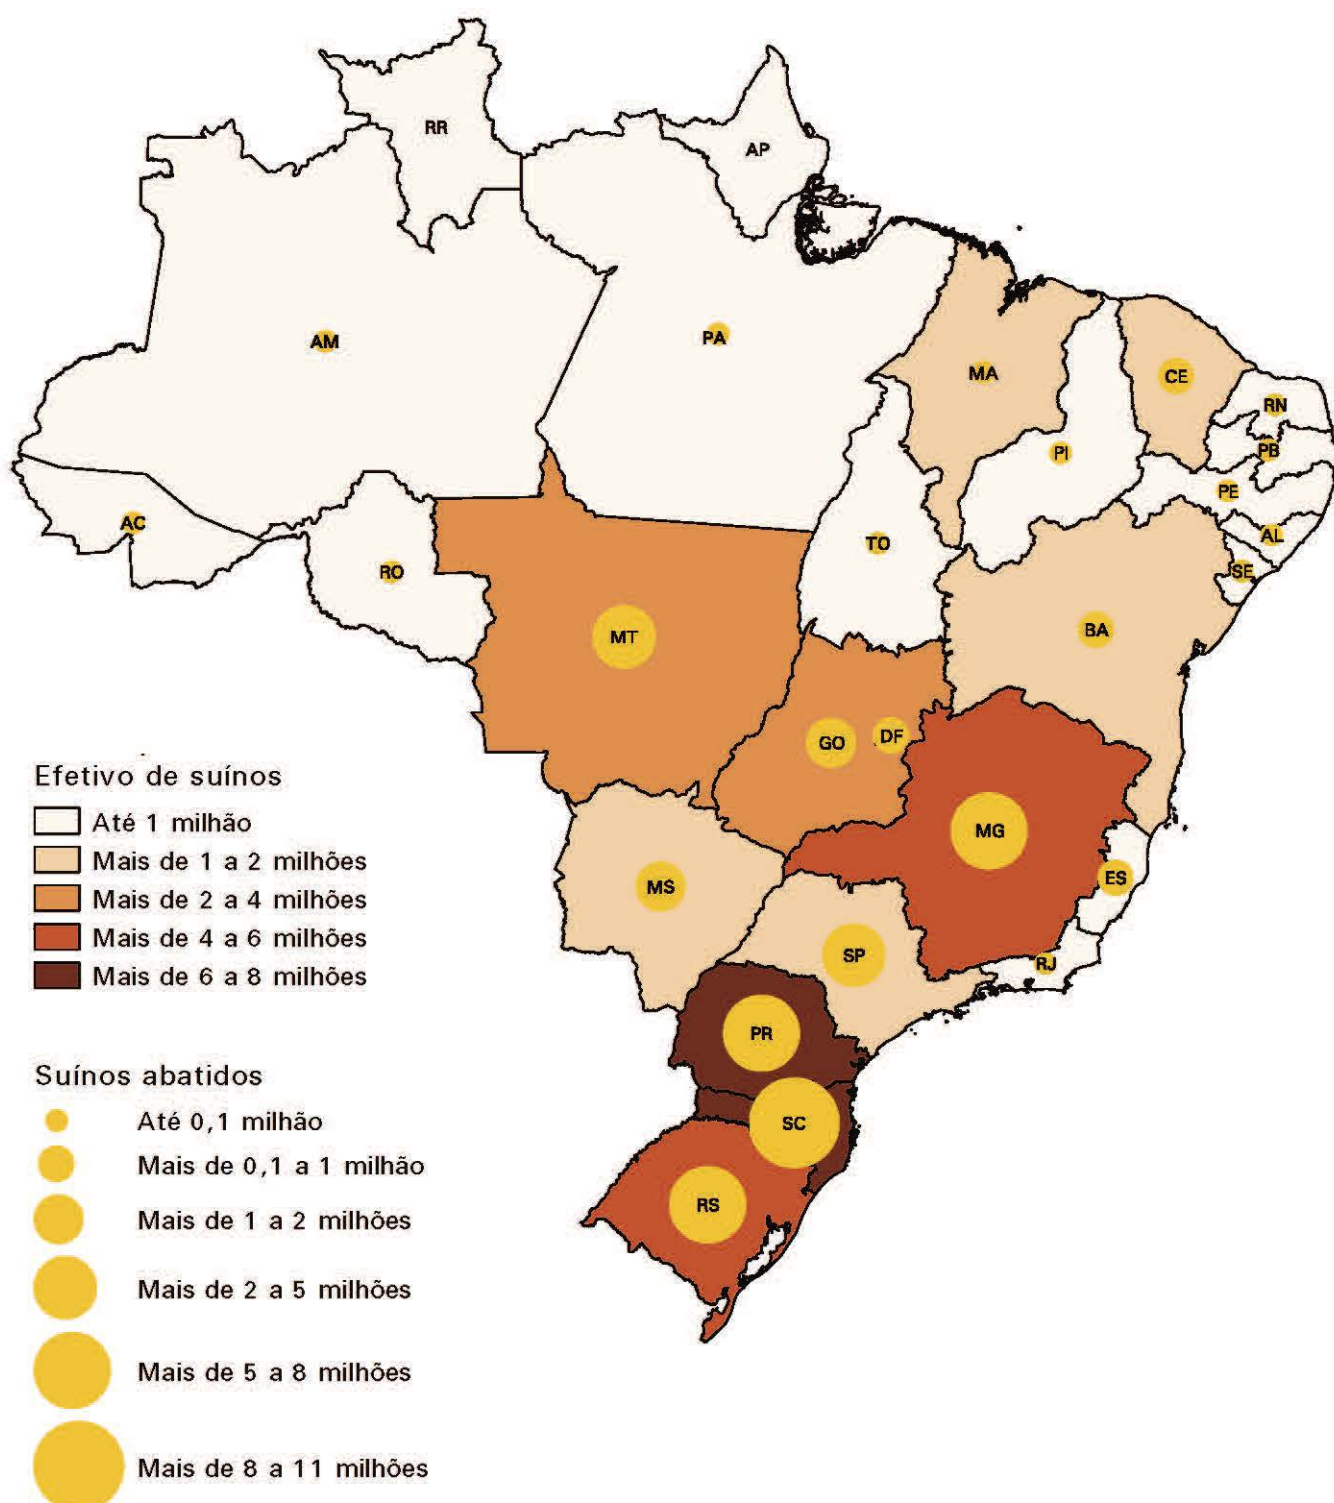 RR
AP
AM
PA
MA
CE
RN
PB
PI
PE
AL
SE
AC
RO
TO
BA
MT
GO
DF
MG
ES
MS
SP
RJ
PR
SC
RS
Efetivo de suínos
Até 1 milhão
Mais de 1 a 2 milhões
Mais de 2 a 4 milhões
Mais de 4 a 6 milhões
Mais de 6 a 8 milhões
Suínos abatidos
Até 0,1 milhão
Mais de 0,1 a 1 milhão
Mais de 1 a 2 milhões
Mais de 2 a 5 milhões
Mais de 5 a 8 milhões
Mais de 8 a 11 milhões